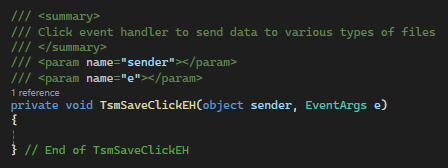 /// <summary>
/// Click event handler to send data to various types of files
/// </summary>
/// <param name="sender"></param>
/// <param name="e"></param>
1 reference
private void TsmSaveClickEH(object sender, EventArgs e)
{
} // End of TsmSaveClickEH